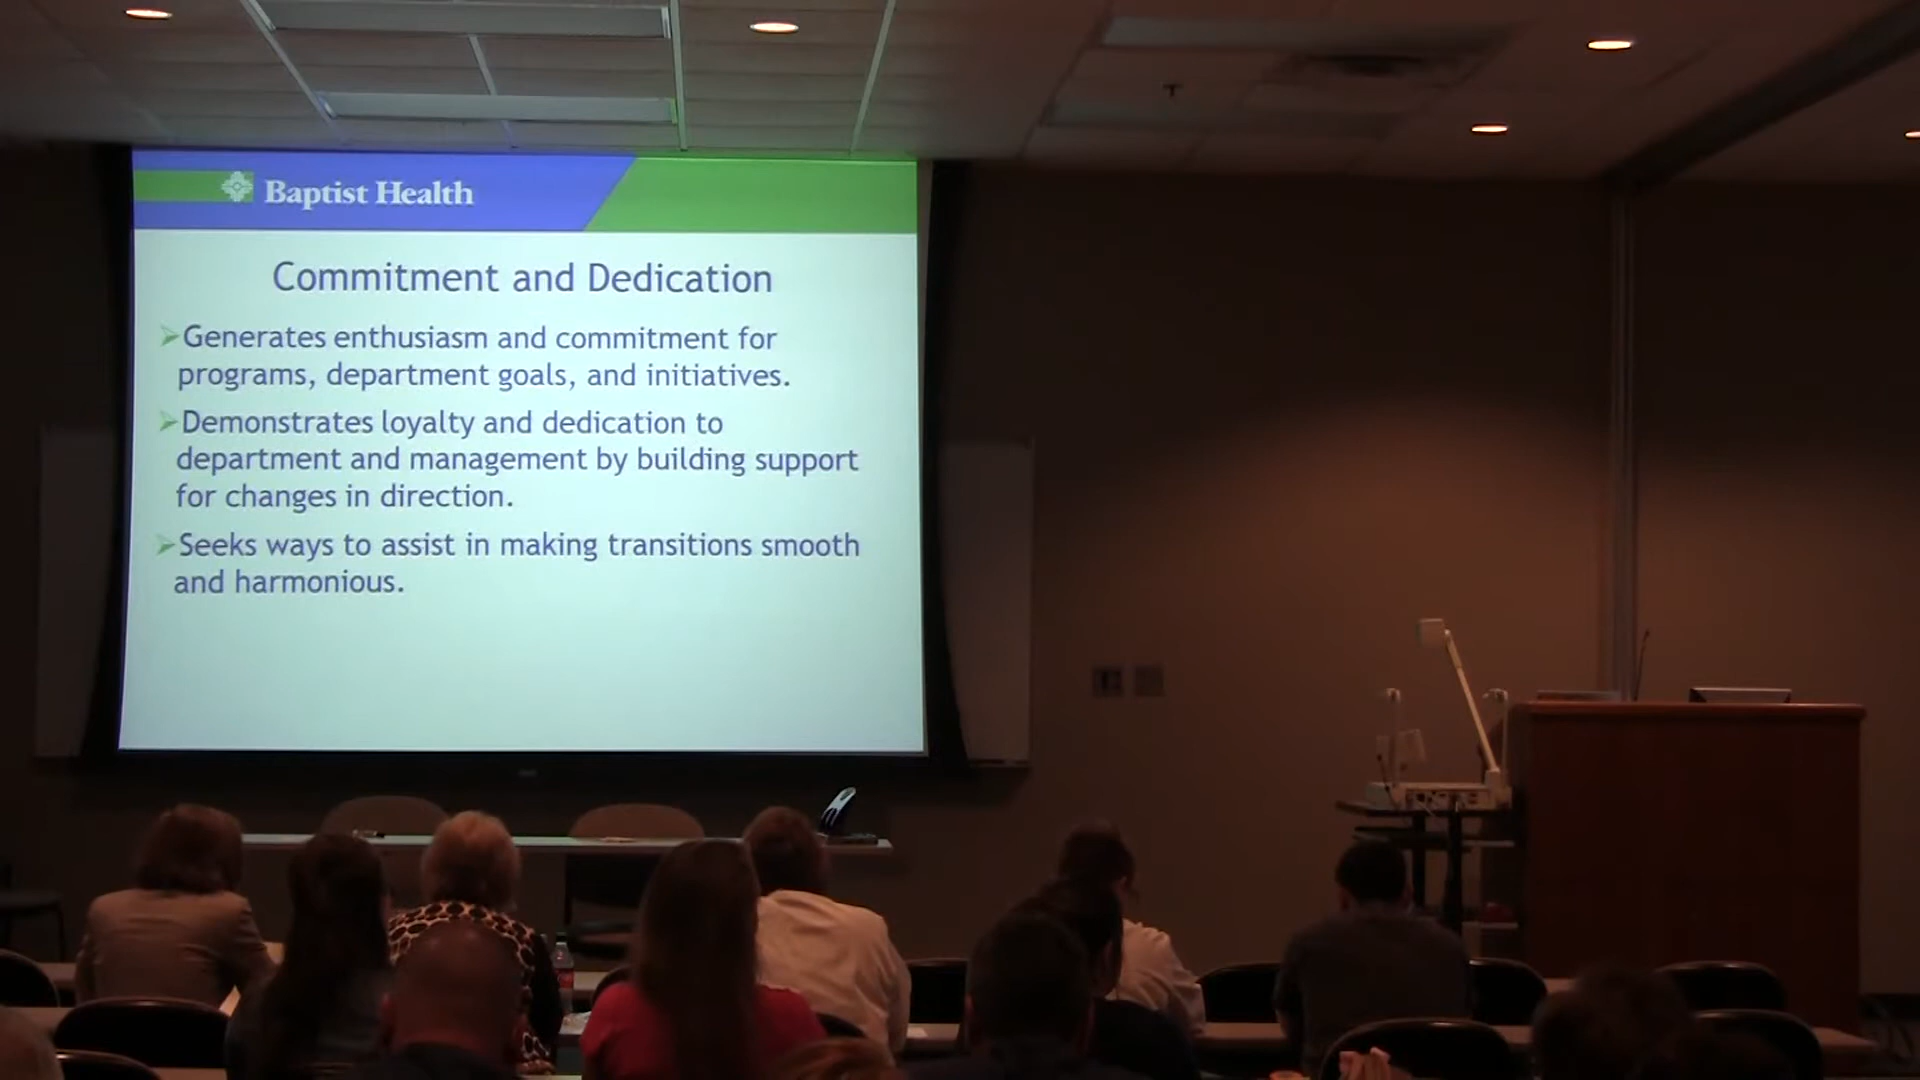 Baptist Health
Commitment and Dedication
➢Generates enthusiasm and commitment for
programs, department goals, and initiatives.
➢Demonstrates loyalty and dedication to
department and management by building support
for changes in direction.
➢Seeks ways to assist in making transitions smooth
and harmonious.